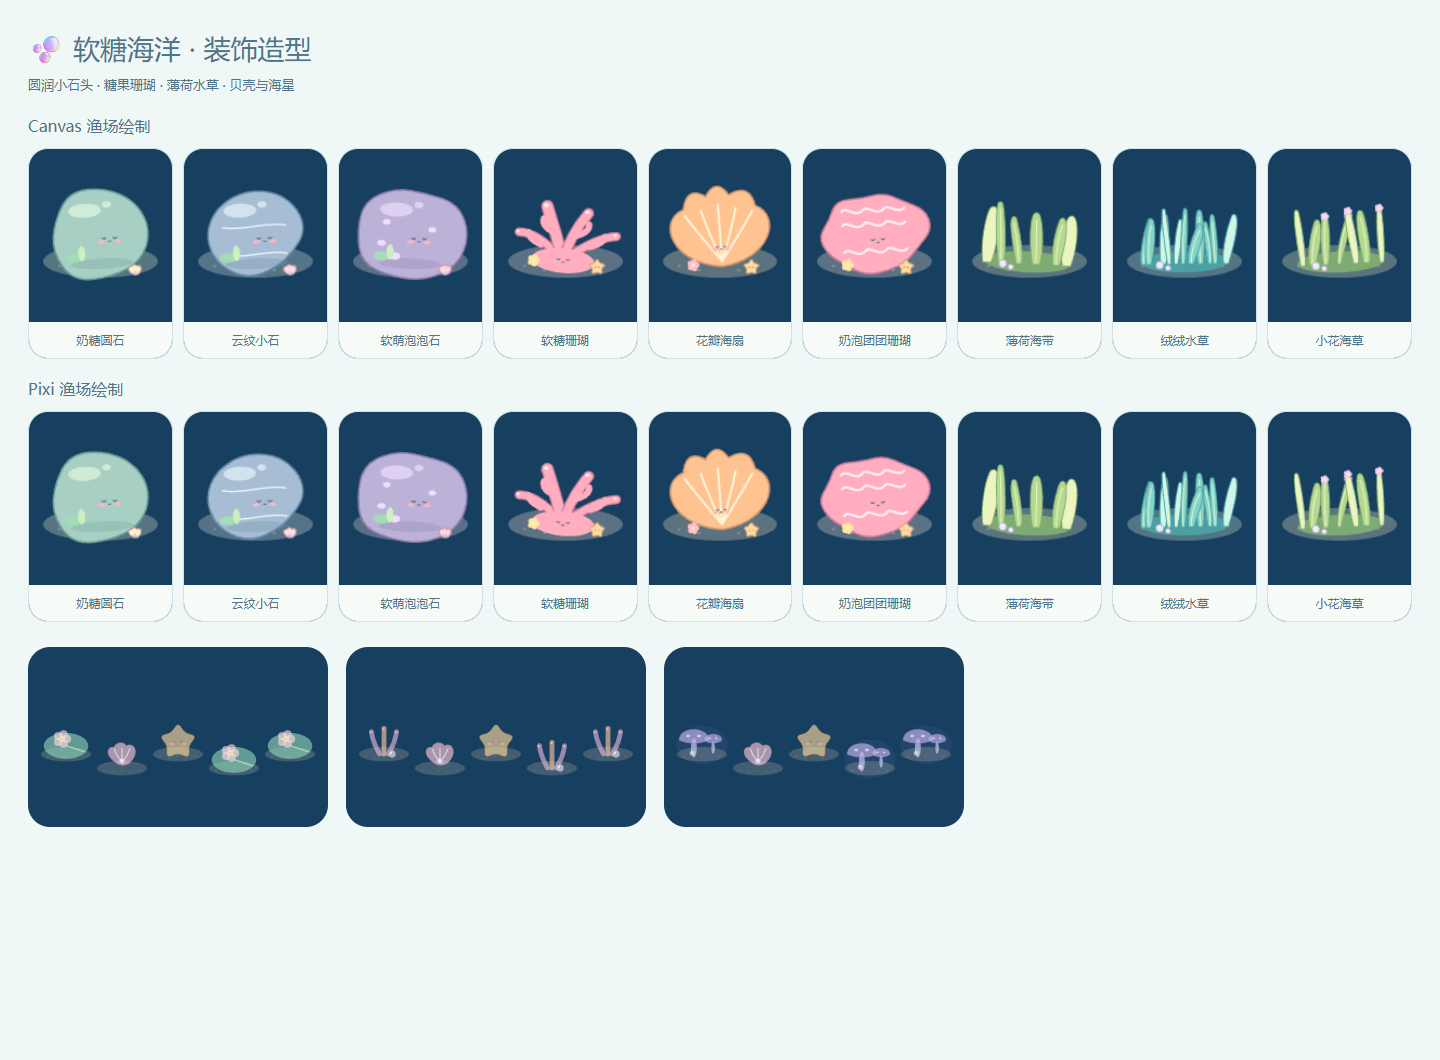 软糖海洋 · 装饰造型
圆润小石头 · 糖果珊瑚 · 薄荷水草 · 贝壳与海星
Canvas 渔场绘制
奶糖圆石
云纹小石
软萌泡泡石
软糖珊瑚
花瓣海扇
奶泡团团珊瑚
薄荷海带
绒绒水草
小花海草
Pixi 渔场绘制
奶糖圆石
云纹小石
软萌泡泡石
软糖珊瑚
花瓣海扇
奶泡团团珊瑚
薄荷海带
绒绒水草
小花海草